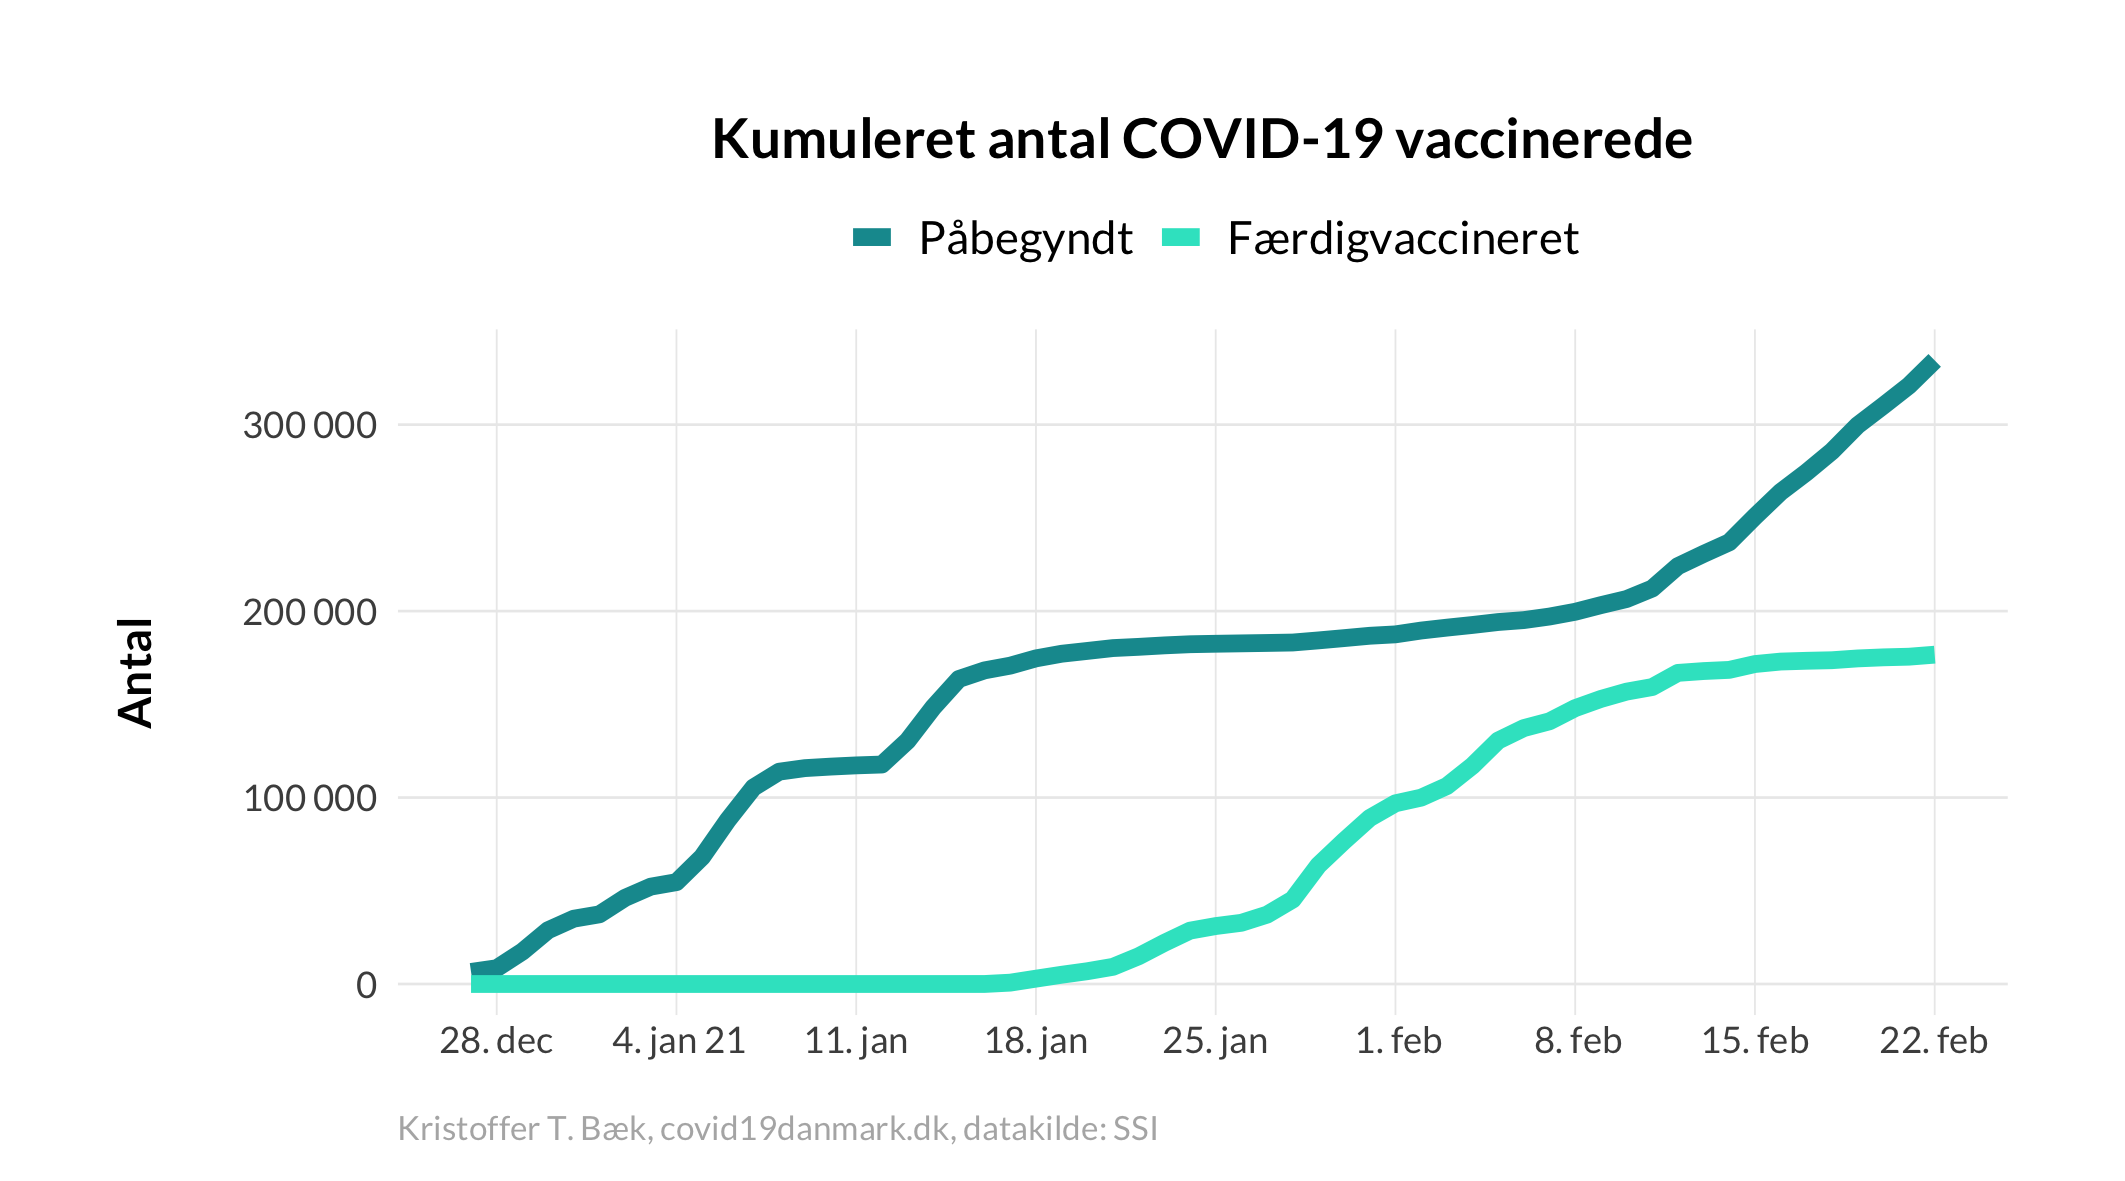 Kumuleret antal COVID-19 vaccinerede
Påbegyndt Færdigvaccineret
Antal
300 000
200 000
100 000
0
28. dec 4. jan 21 11. jan 18. jan 25. jan 1. feb 8. feb 15. feb 22. feb
Kristoffer T. Bæk, covid19danmark.dk, datakilde: SSI